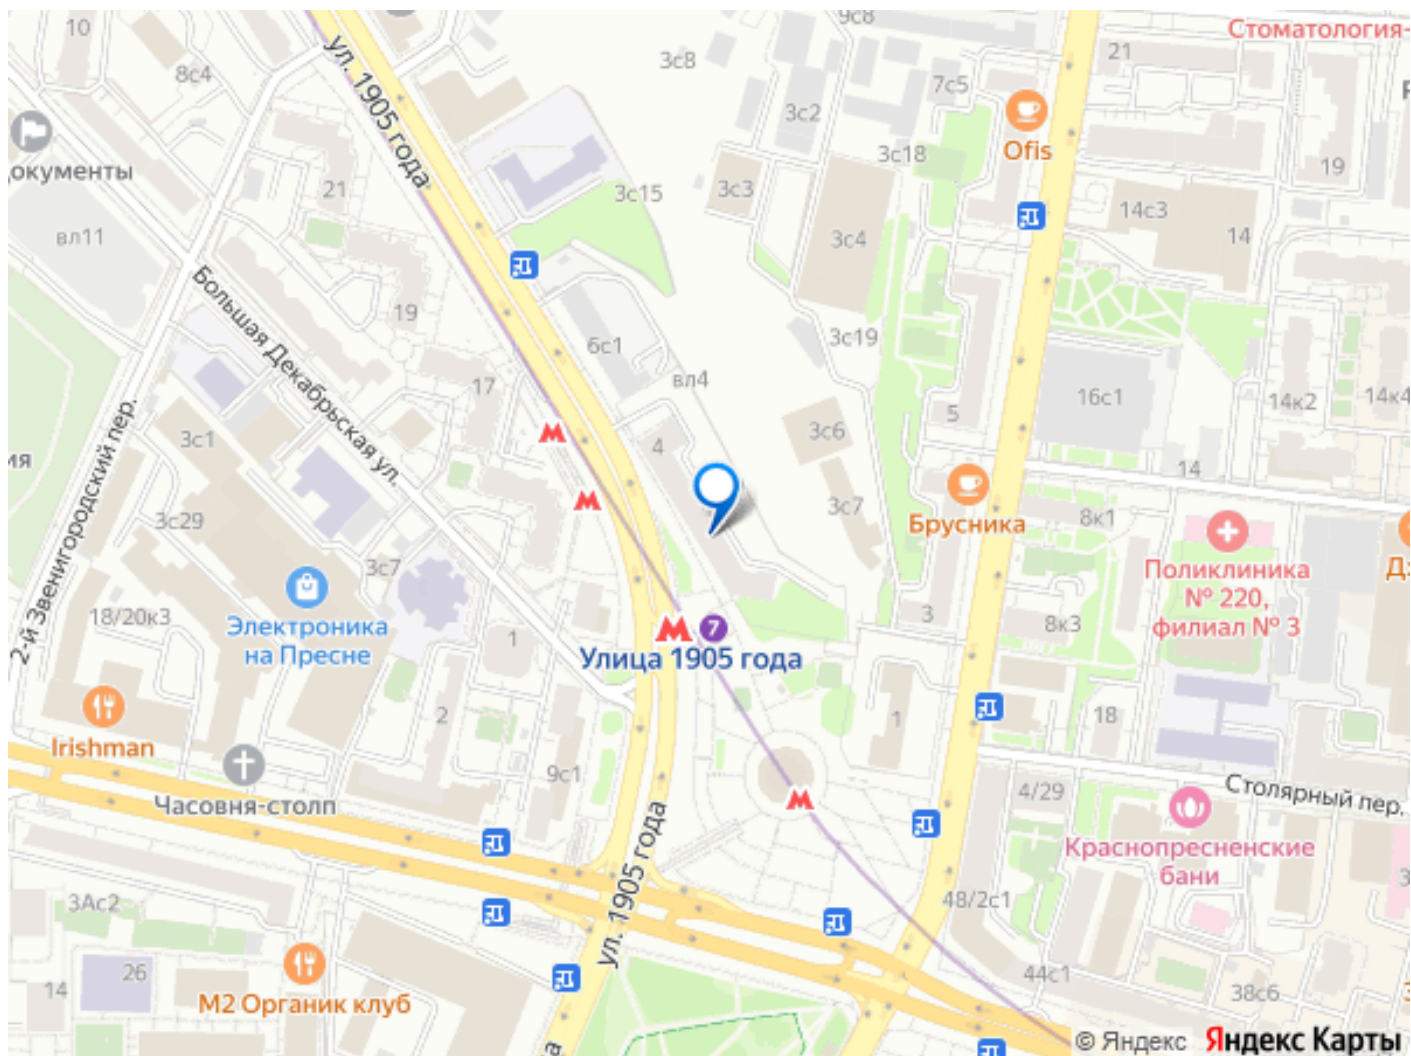 10
8с4
9с8
3с8
Стоматология-
21
7с5
3с2
Ofis
3с18
19
окументы
ул. 1905 года
21
3с15
3с3
14с3
14
вл11
3с4
Большая Декабрьская ул.
19
6с1
3с19
вл4
17
16с1
14к2
14к4
5
3с1
4
3с6
ия
14
2-й Звенигородский пер.
3с29
3с7
Брусника
8к1
3с7
Поликлиника
№ 220,
филиал № 3
18/20к3
Электроника
на Пресне
1
7
Улица 1905 года
3
8к3
Irishman
2
1
18
Часовня-столп
9с1
4/29
Столярный пер.
Краснопресненские
бани
ул. 1905 года
3Ас2
48/2с1
26
14
М2 Органик клуб
44с1
38с6
© Яндекс
Яндекс Карты